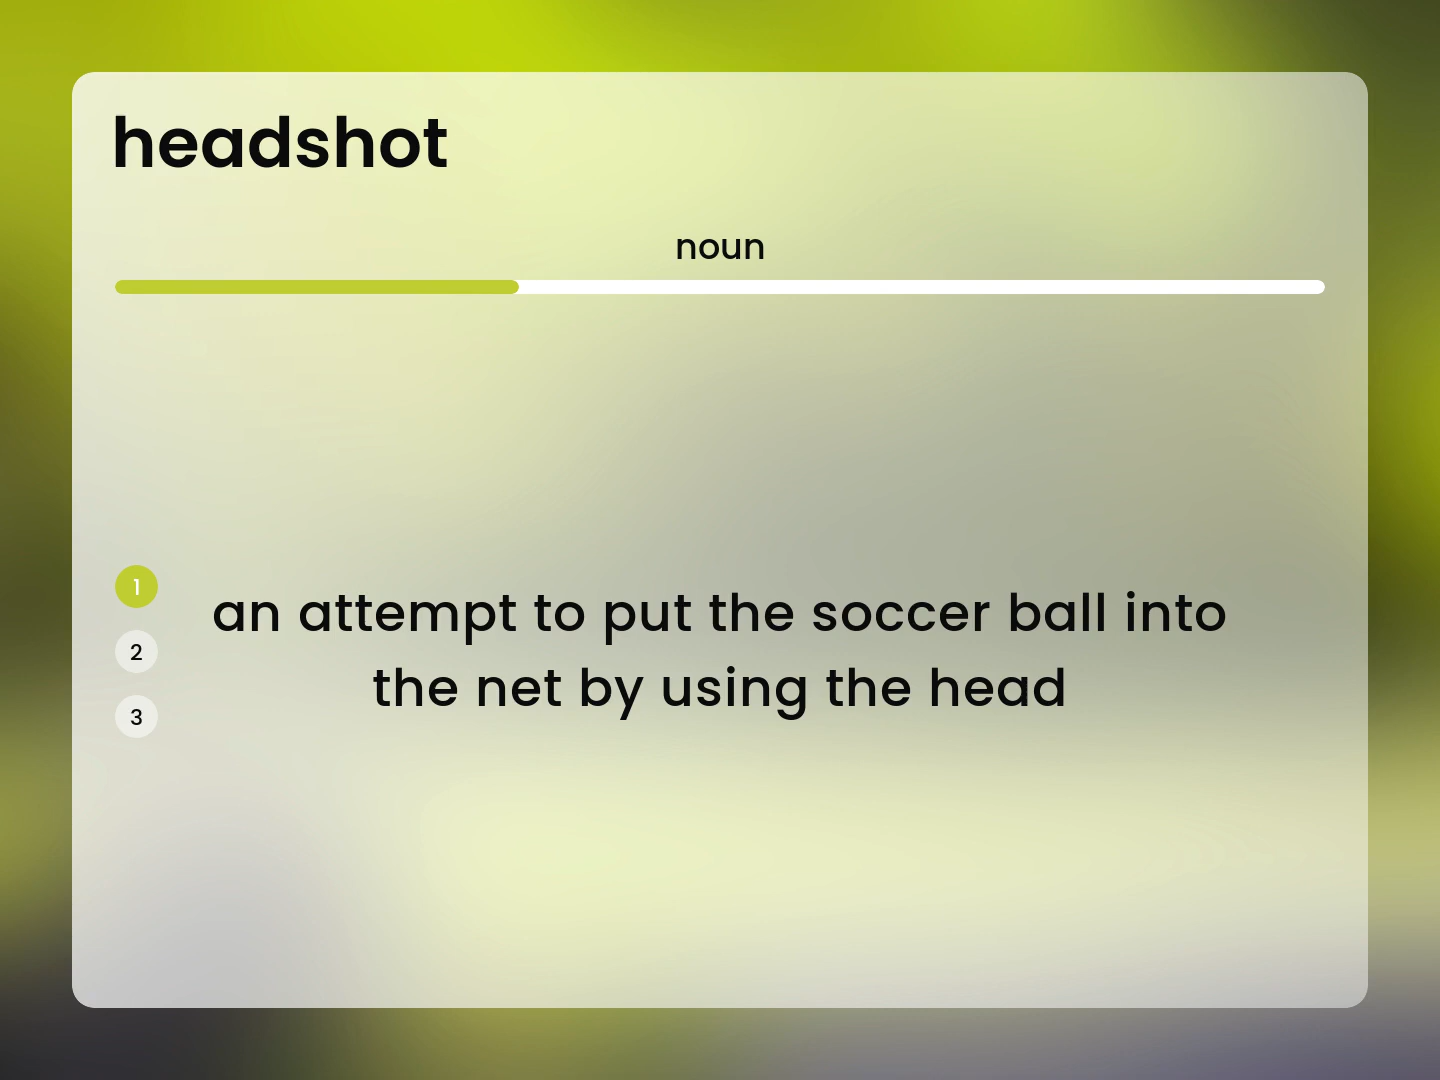 headshot
noun
1
2
3
an attempt to put the soccer ball into
the net by using the head